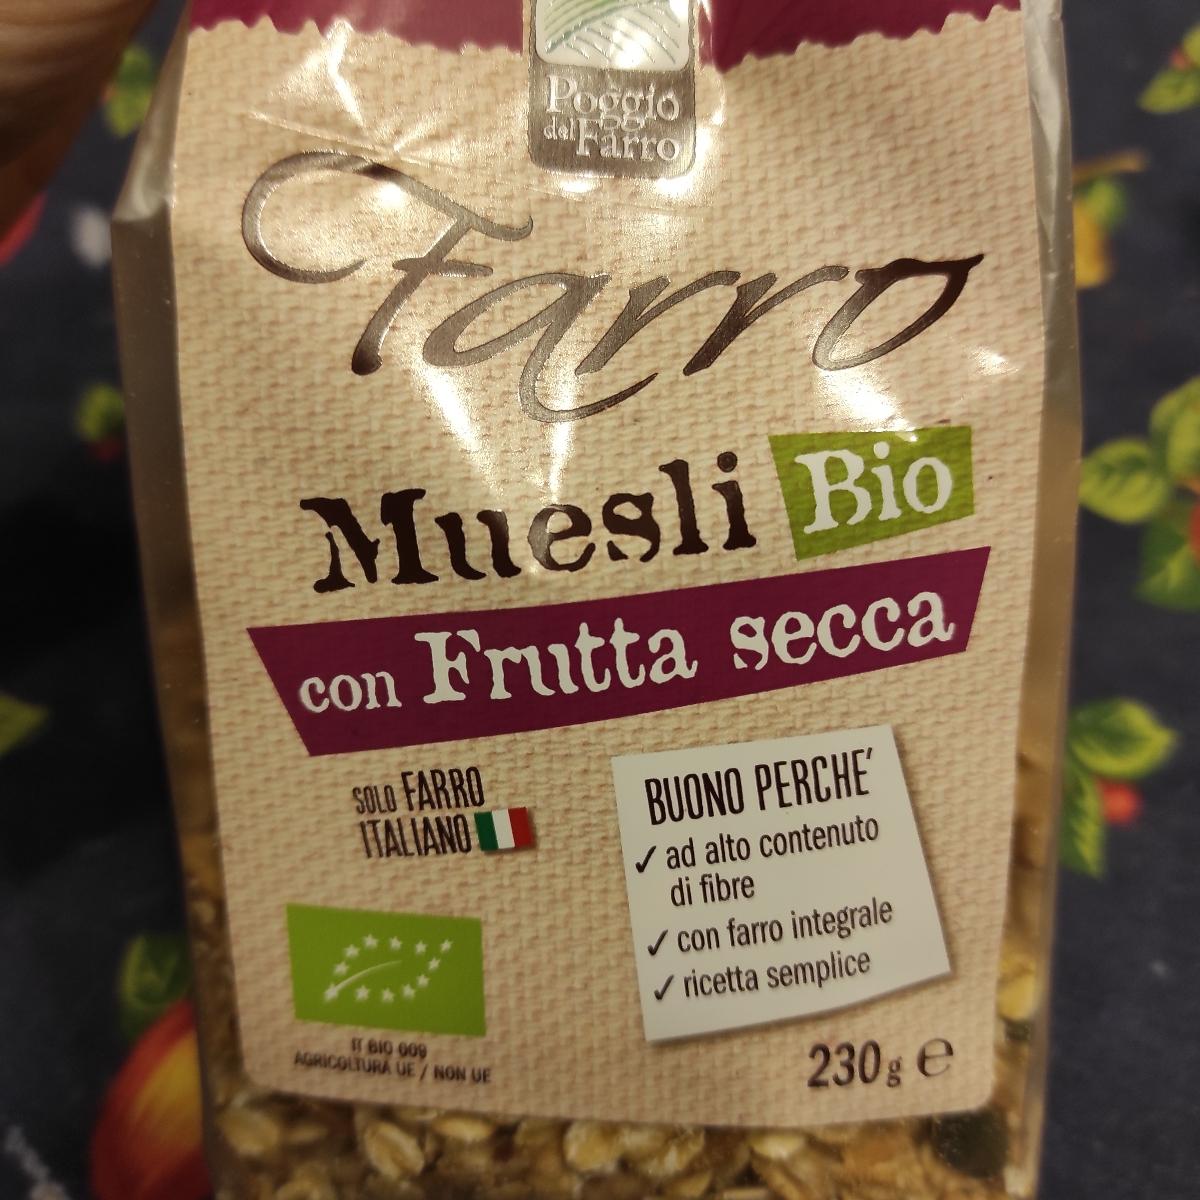 Poggio
del Farro
Farro
Muesli Bio
con Frutta secca
SOLO FARRO
ITALIANO
BUONO PERCHE'
✓ ad alto contenuto
di fibre
✓ con farro integrale
✓ ricetta semplice
IT BIO 009
AGRICOLTURA UE / NON UE
230g e